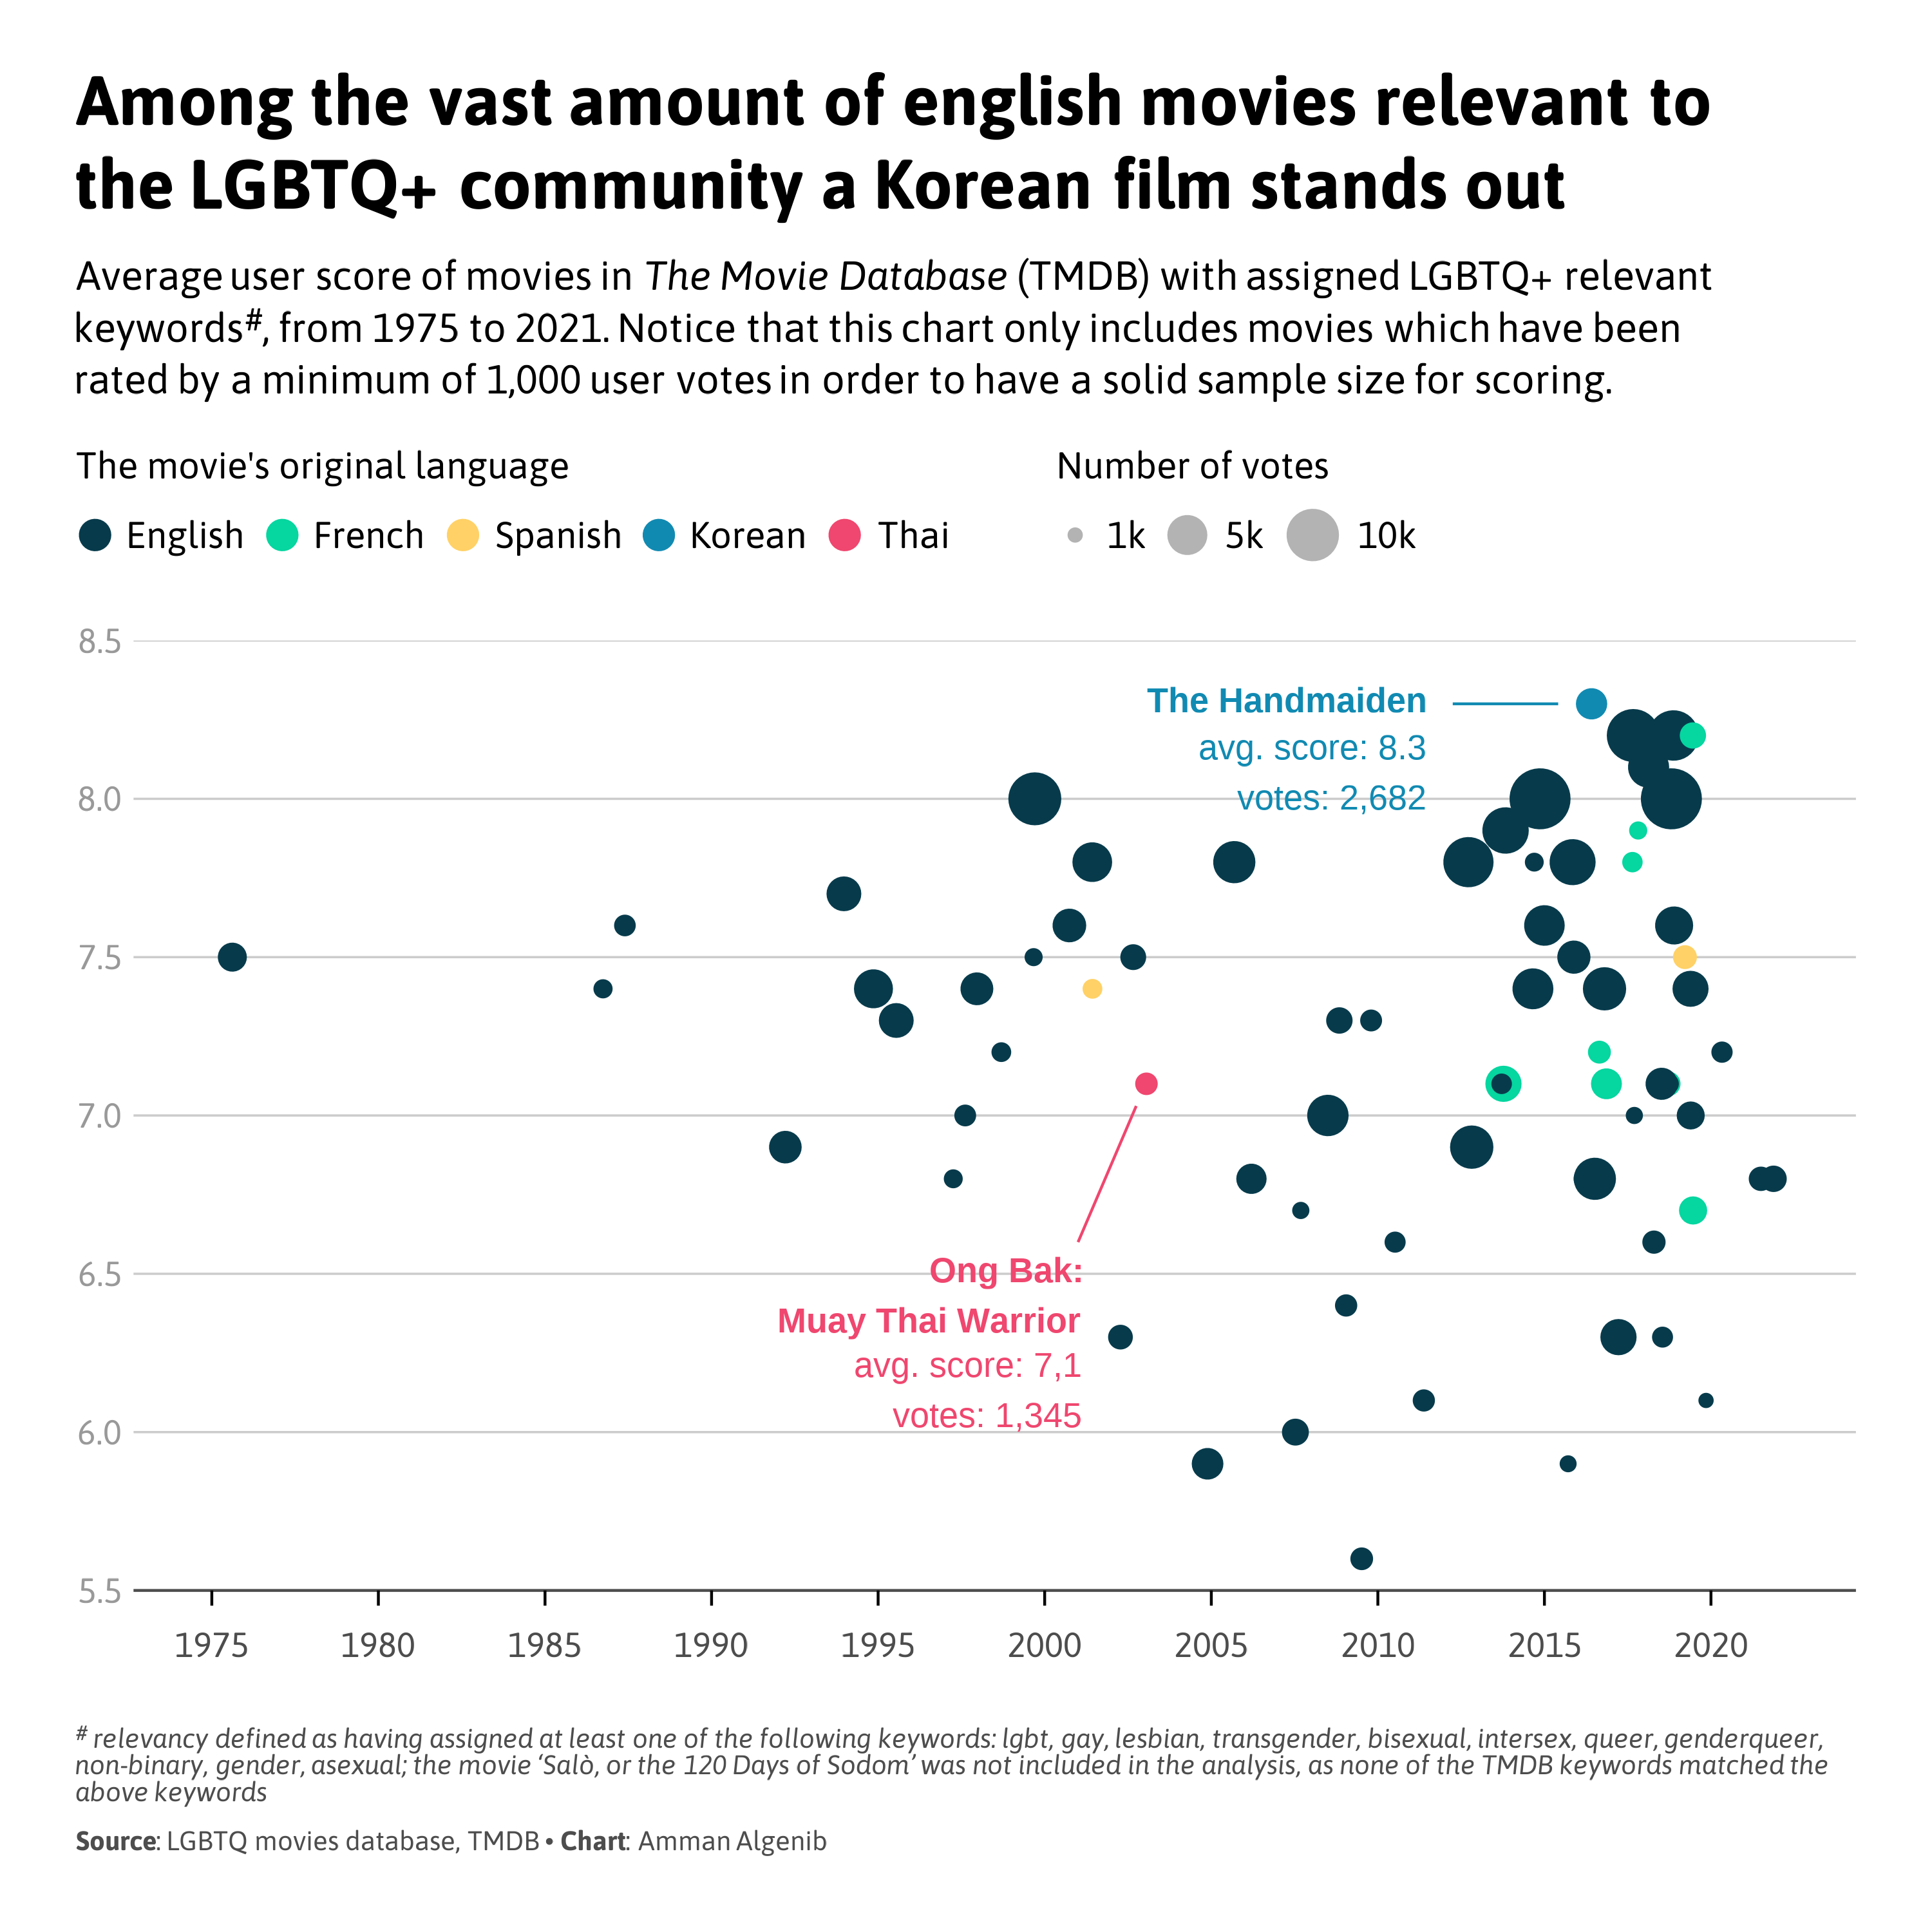 Among the vast amount of english movies relevant to
the LGBTQ+ community a Korean film stands out
Average user score of movies in The Movie Database (TMDB) with assigned LGBTQ+ relevant
keywords#, from 1975 to 2021. Notice that this chart only includes movies which have been
rated by a minimum of 1,000 user votes in order to have a solid sample size for scoring.
The movie's original language
Number of votes
English French Spanish Korean Thai
1k 5k 10k
8.5
The Handmaiden
avg. score: 8.3
votes: 2,682
8.0
7.5
7.0
6.5
Ong Bak:
Muay Thai Warrior
avg. score: 7,1
votes: 1,345
6.0
5.5
1975 1980 1985 1990 1995 2000 2005 2010 2015 2020
# relevancy defined as having assigned at least one of the following keywords: lgbt, gay, lesbian, transgender, bisexual, intersex, queer, genderqueer,
non-binary, gender, asexual; the movie ‘Salò, or the 120 Days of Sodom’ was not included in the analysis, as none of the TMDB keywords matched the
above keywords
Source: LGBTQ movies database, TMDB • Chart: Amman Algenib